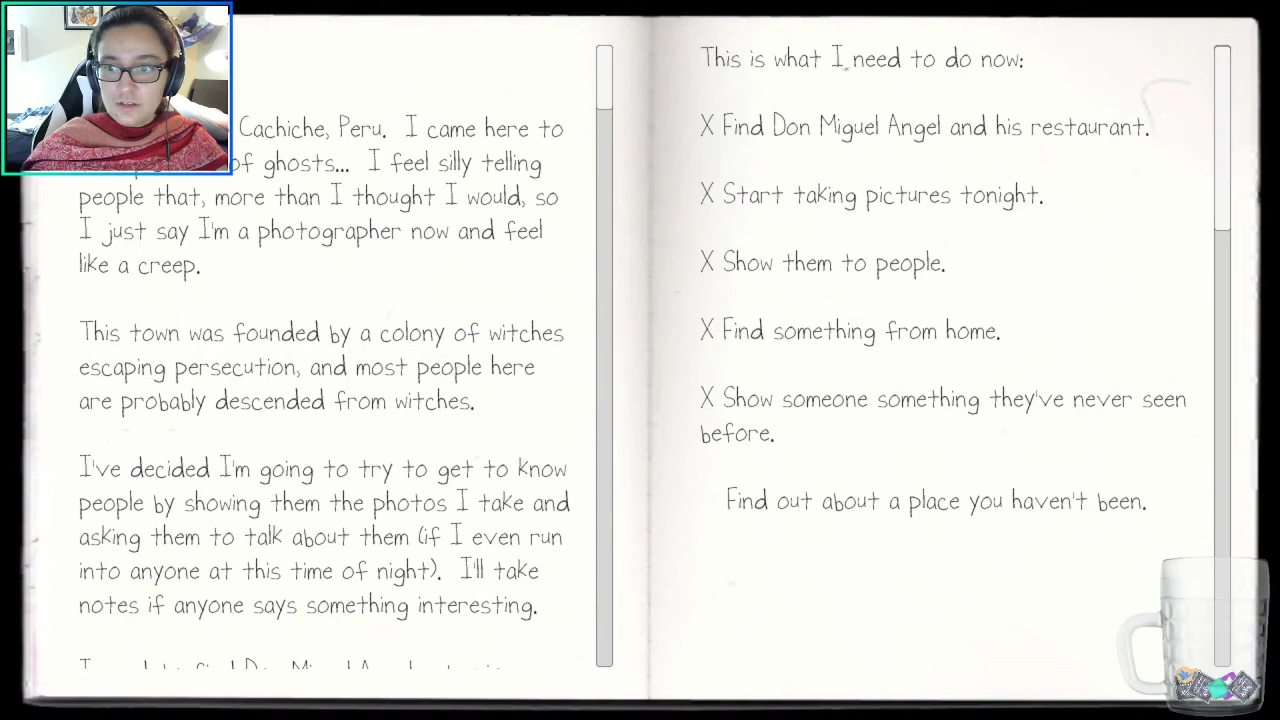 Cachiche, Peru. I came here to
of ghosts... I feel silly telling
people that, more than I thought I would, so
I just say I'm a photographer now and feel
like a creep.
This town was founded by a colony of witches
escaping persecution, and most people here
are probably descended from witches.
I've decided I'm going to try to get to know
people by showing them the photos I take and
asking them to talk about them (if I even run
into anyone at this time of night). I'll take
notes if anyone says something interesting.
This is what I need to do now:
X Find Don Miguel Angel and his restaurant.
X Start taking pictures tonight.
X Show them to people.
X Find something from home.
X Show someone something they've never seen
before.
Find out about a place you haven't been.